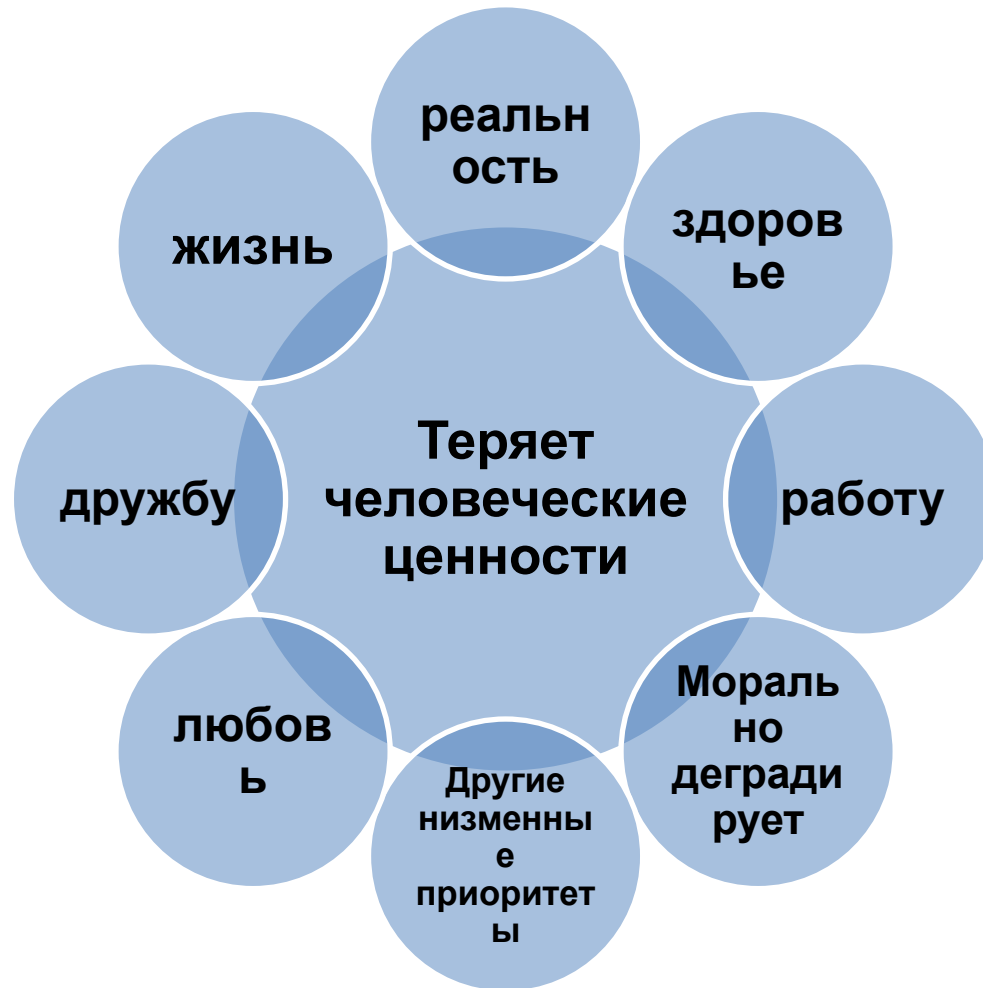 реальн
ость
здоров
ье
работу
Мораль
но
дегради
рует
Другие
низменны
е
приоритет
ы
любов
ь
дружбу
жизнь
Теряет
человеческие
ценности